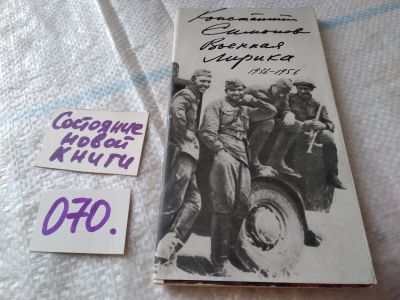 Константин
Симонов
Военная
лирика
1936-1956
Состояние
новой
книги
070.